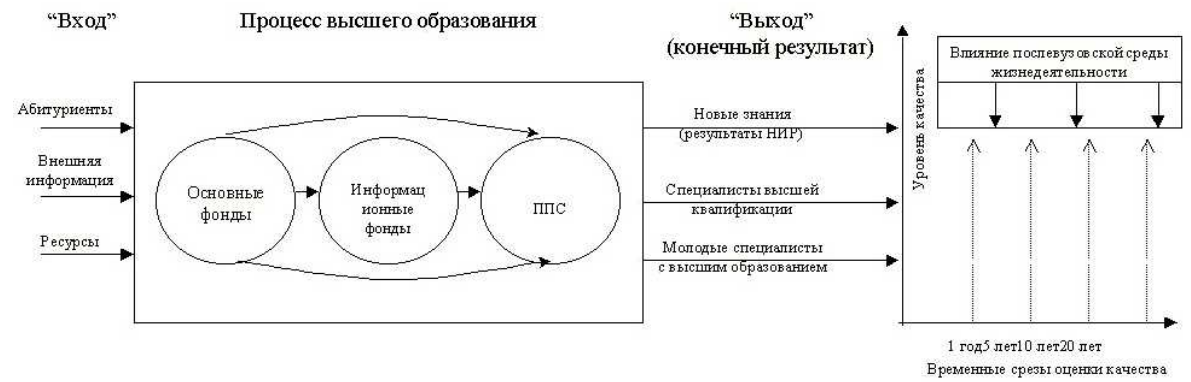 “Вход”
Процесс высшего образования
“Выход”
(конечный результат)
Абитуриенты
Внешняя
информация
Ресурсы
Основные
фонды
Информац
ионные
фонды
ППС
Новые знания
(результаты НИР)
Специалисты высшей
квалификации
Молодые специалисты
с высшим образованием
Уровень качества
Влияние послевузовской среды
жизнедеятельности
1 год5 лет10 лет20 лет
Временные срезы оценки качества